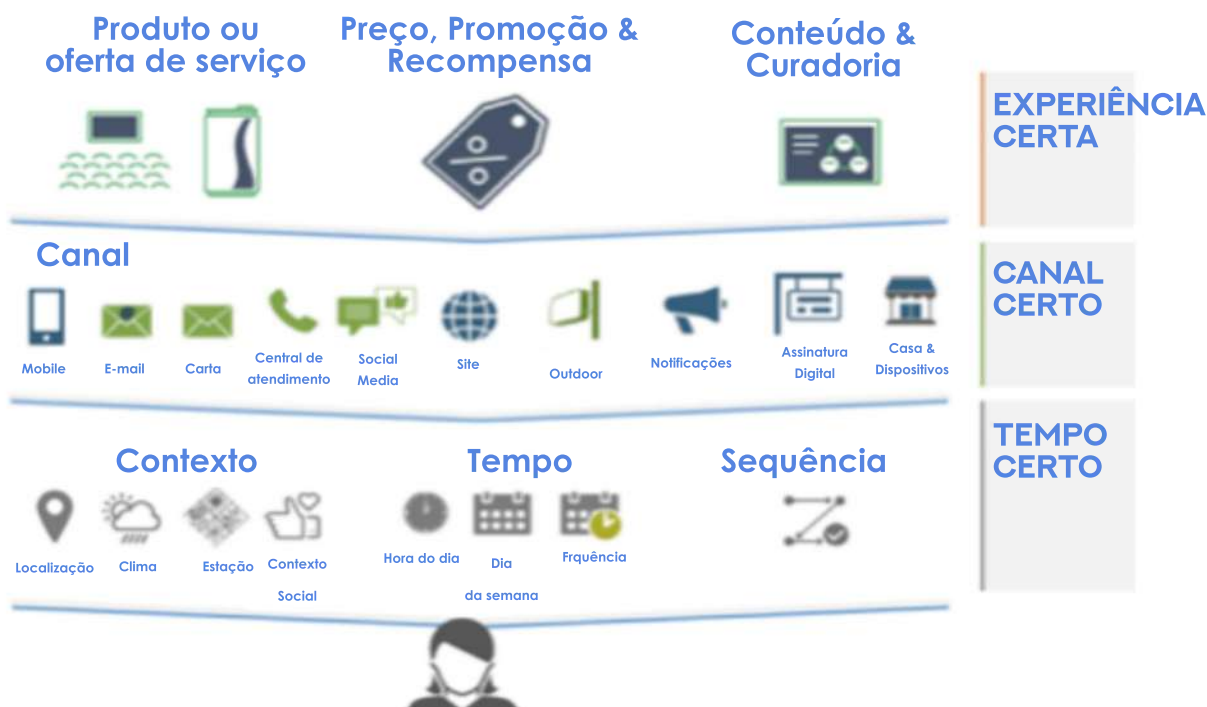 Produto ou
oferta de serviço
Preço, Promoção &
Recompensa
Conteúdo &
Curadoria
EXPERIÊNCIA
CERTA
Canal
Mobile
E-mail
Carta
Central de
atendimento
Social
Media
Site
Outdoor
Notificações
Assinatura
Digital
Casa &
Dispositivos
CANAL
CERTO
Contexto
Localização
Clima
Estação
Contexto
Social
Tempo
Hora do dia
Dia
da semana
Frquência
Sequência
TEMPO
CERTO